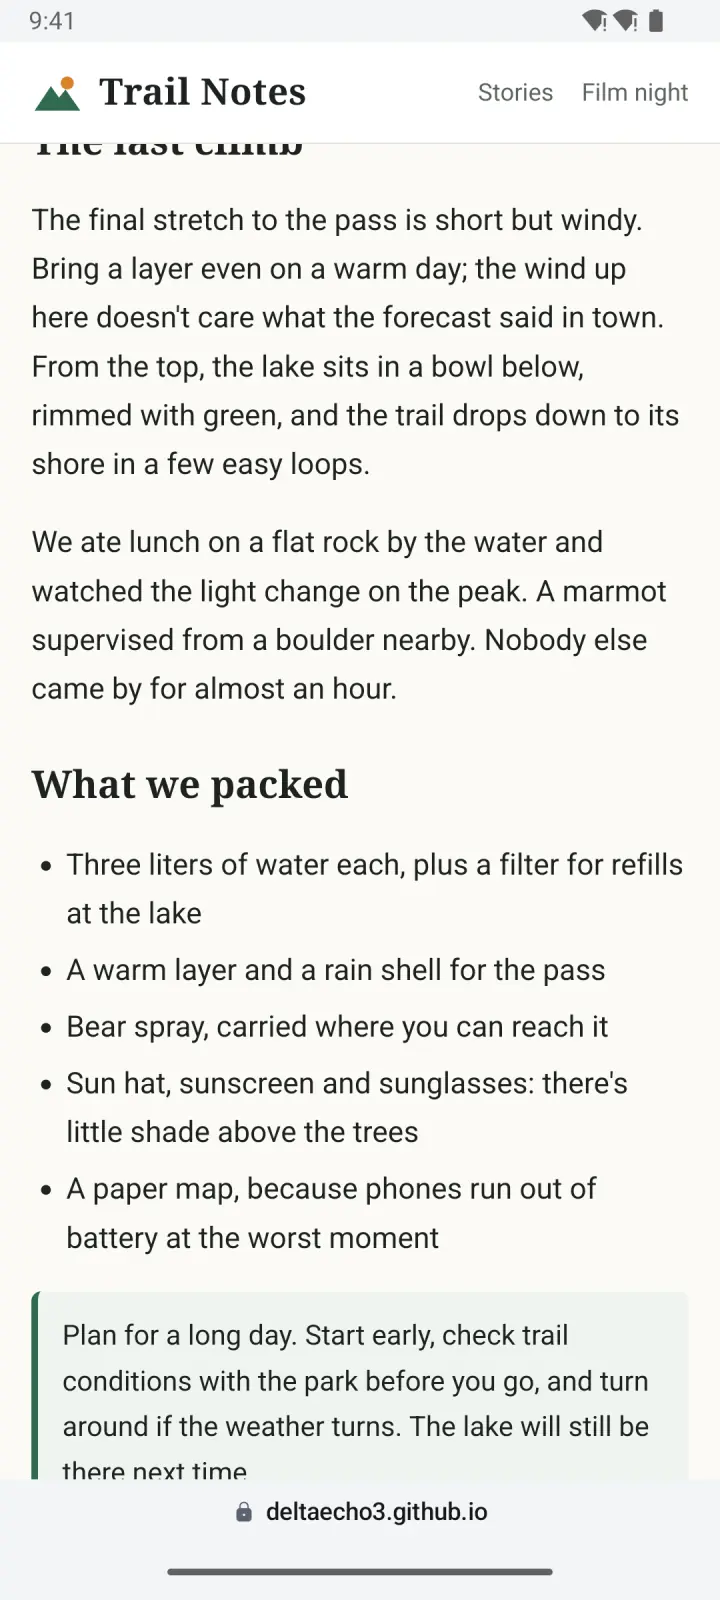 9:41
Trail Notes
Stories
Film night
The last climb
The final stretch to the pass is short but windy.
Bring a layer even on a warm day; the wind up
here doesn't care what the forecast said in town.
From the top, the lake sits in a bowl below,
rimmed with green, and the trail drops down to its
shore in a few easy loops.
We ate lunch on a flat rock by the water and
watched the light change on the peak. A marmot
supervised from a boulder nearby. Nobody else
came by for almost an hour.
What we packed
Three liters of water each, plus a filter for refills
at the lake
A warm layer and a rain shell for the pass
Bear spray, carried where you can reach it
Sun hat, sunscreen and sunglasses: there's
little shade above the trees
A paper map, because phones run out of
battery at the worst moment
Plan for a long day. Start early, check trail
conditions with the park before you go, and turn
around if the weather turns. The lake will still be
there next time
deltaecho3.github.io